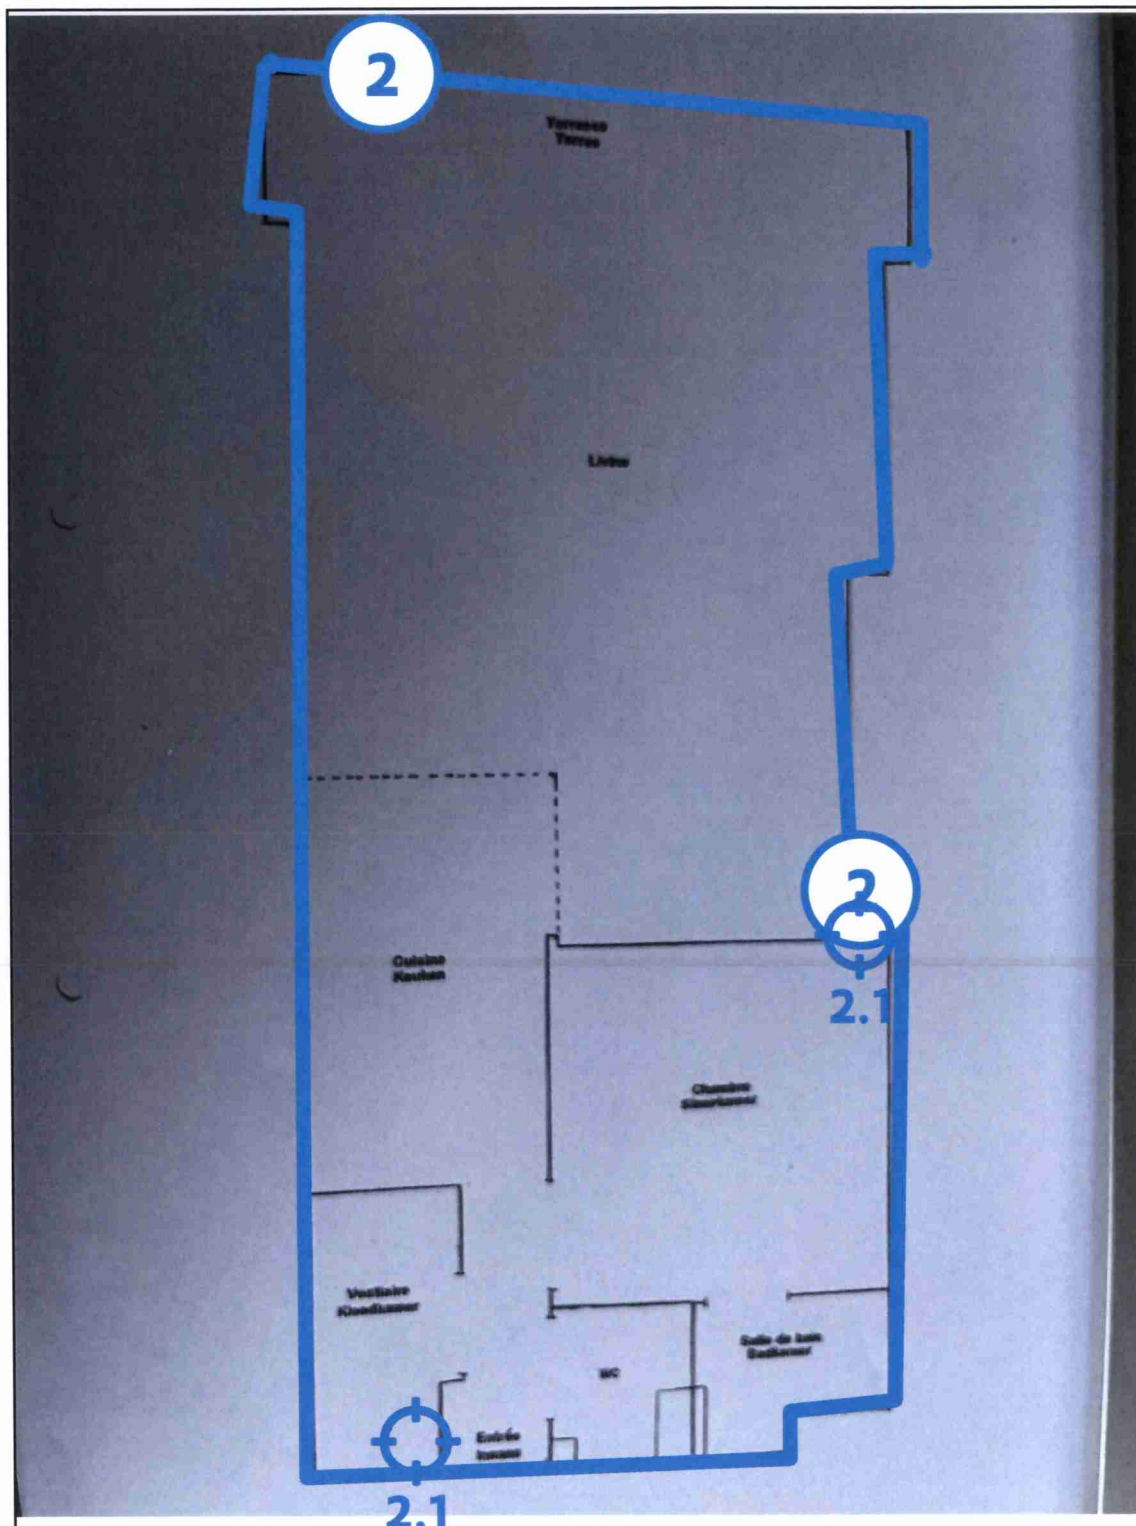 2
Terrasse
Terras
Living
2
2.1
Cuisine
Keuken
Chambre
Slaapkamer
Vestiaire
Kleedkamer
Salle de bain
Badkamer
WC
Entrée
Inkom
2.1